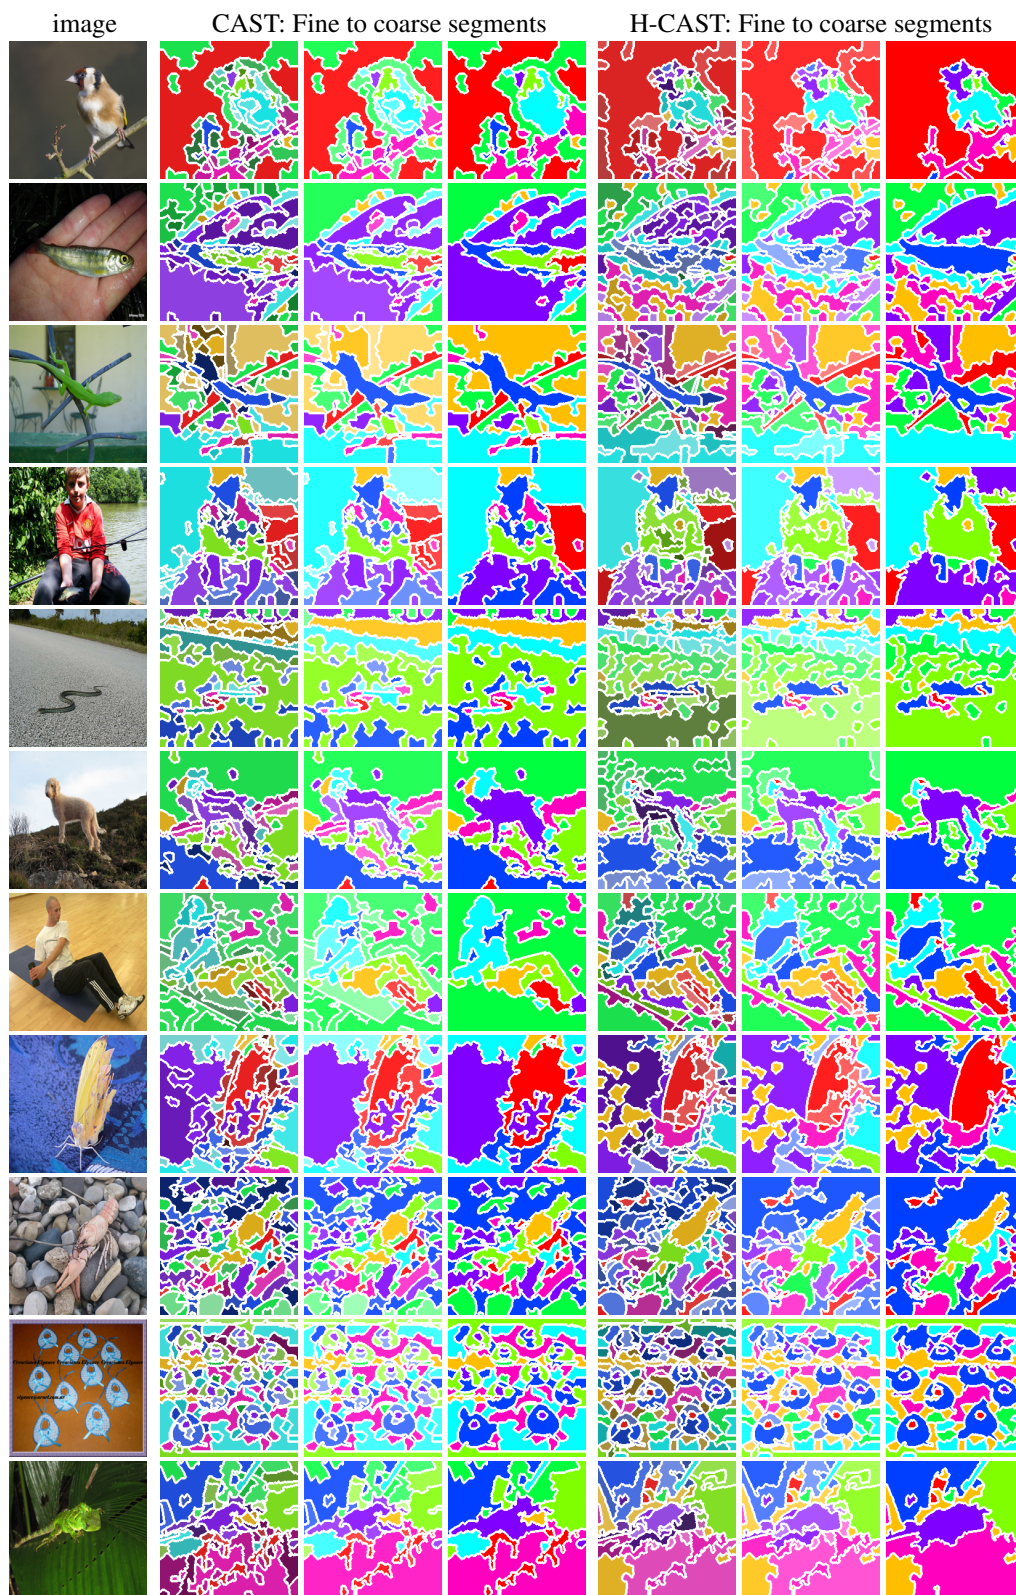 image
CAST: Fine to coarse segments
H-CAST: Fine to coarse segments